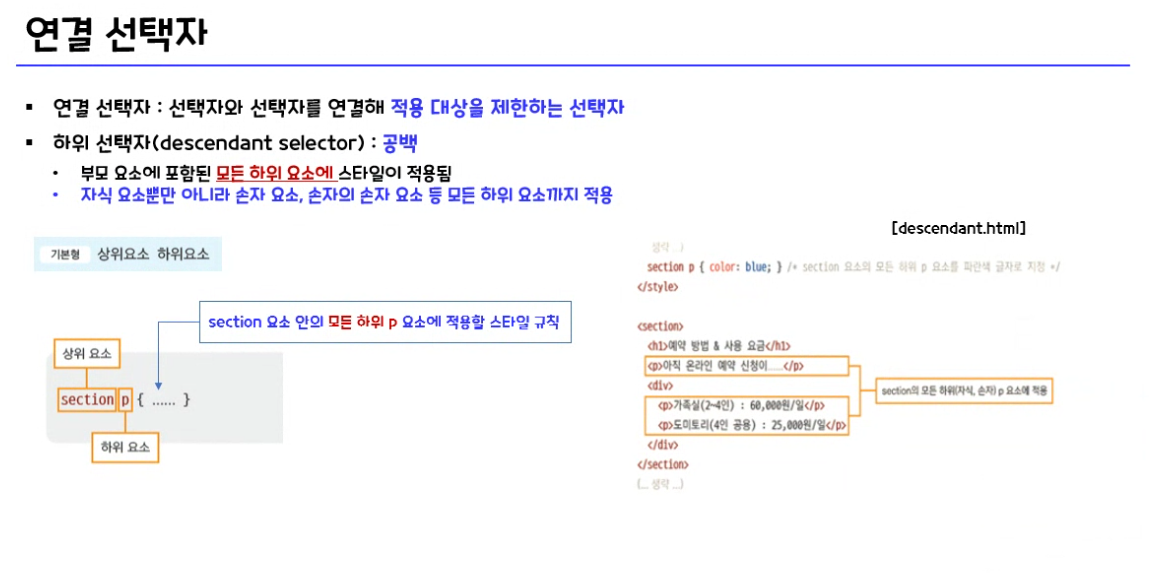 연결 선택자
▪ 연결 선택자 : 선택자와 선택자를 연결해 적용 대상을 제한하는 선택자
▪ 하위 선택자(descendant selector) : 공백
• 부모 요소에 포함된 모든 하위 요소에 스타일이 적용됨
• 자식 요소뿐만 아니라 손자 요소, 손자의 손자 요소 등 모든 하위 요소까지 적용
기본형 상위요소 하위요소
section 요소 안의 모든 하위 p 요소에 적용할 스타일 규칙
상위 요소
section p { …… }
하위 요소
[descendant.html]
생략 …)
section p { color: blue; } /* section 요소의 모든 하위 p 요소를 파란색 글자로 지정 */
</style>
<section>
<h1>예약 방법 & 사용 요금</h1>
<p>아직 온라인 예약 신청이……</p>
<div>
<p>가족실(2~4인) : 60,000원/일</p>
<p>도미토리(4인 공용) : 25,000원/일</p>
</div>
</section>
(… 생략 …)
section의 모든 하위(자식, 손자) p 요소에 적용